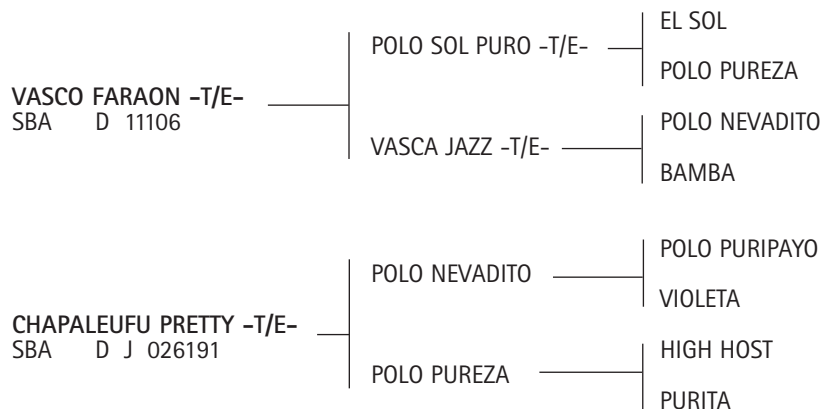 VASCO FARAON -T/E-
SBA D 11106
POLO SOL PURO -T/E-
EL SOL
POLO PUREZA
VASCA JAZZ -T/E-
POLO NEVADITO
BAMBA
CHAPALEUFU PRETTY -T/E-
SBA D J 026191
POLO NEVADITO
POLO PURIPAYO
VIOLETA
POLO PUREZA
HIGH HOST
PURITA